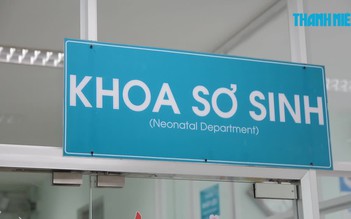 THANH NIÊN
KHOA SƠ SINH
(Neonatal Department)